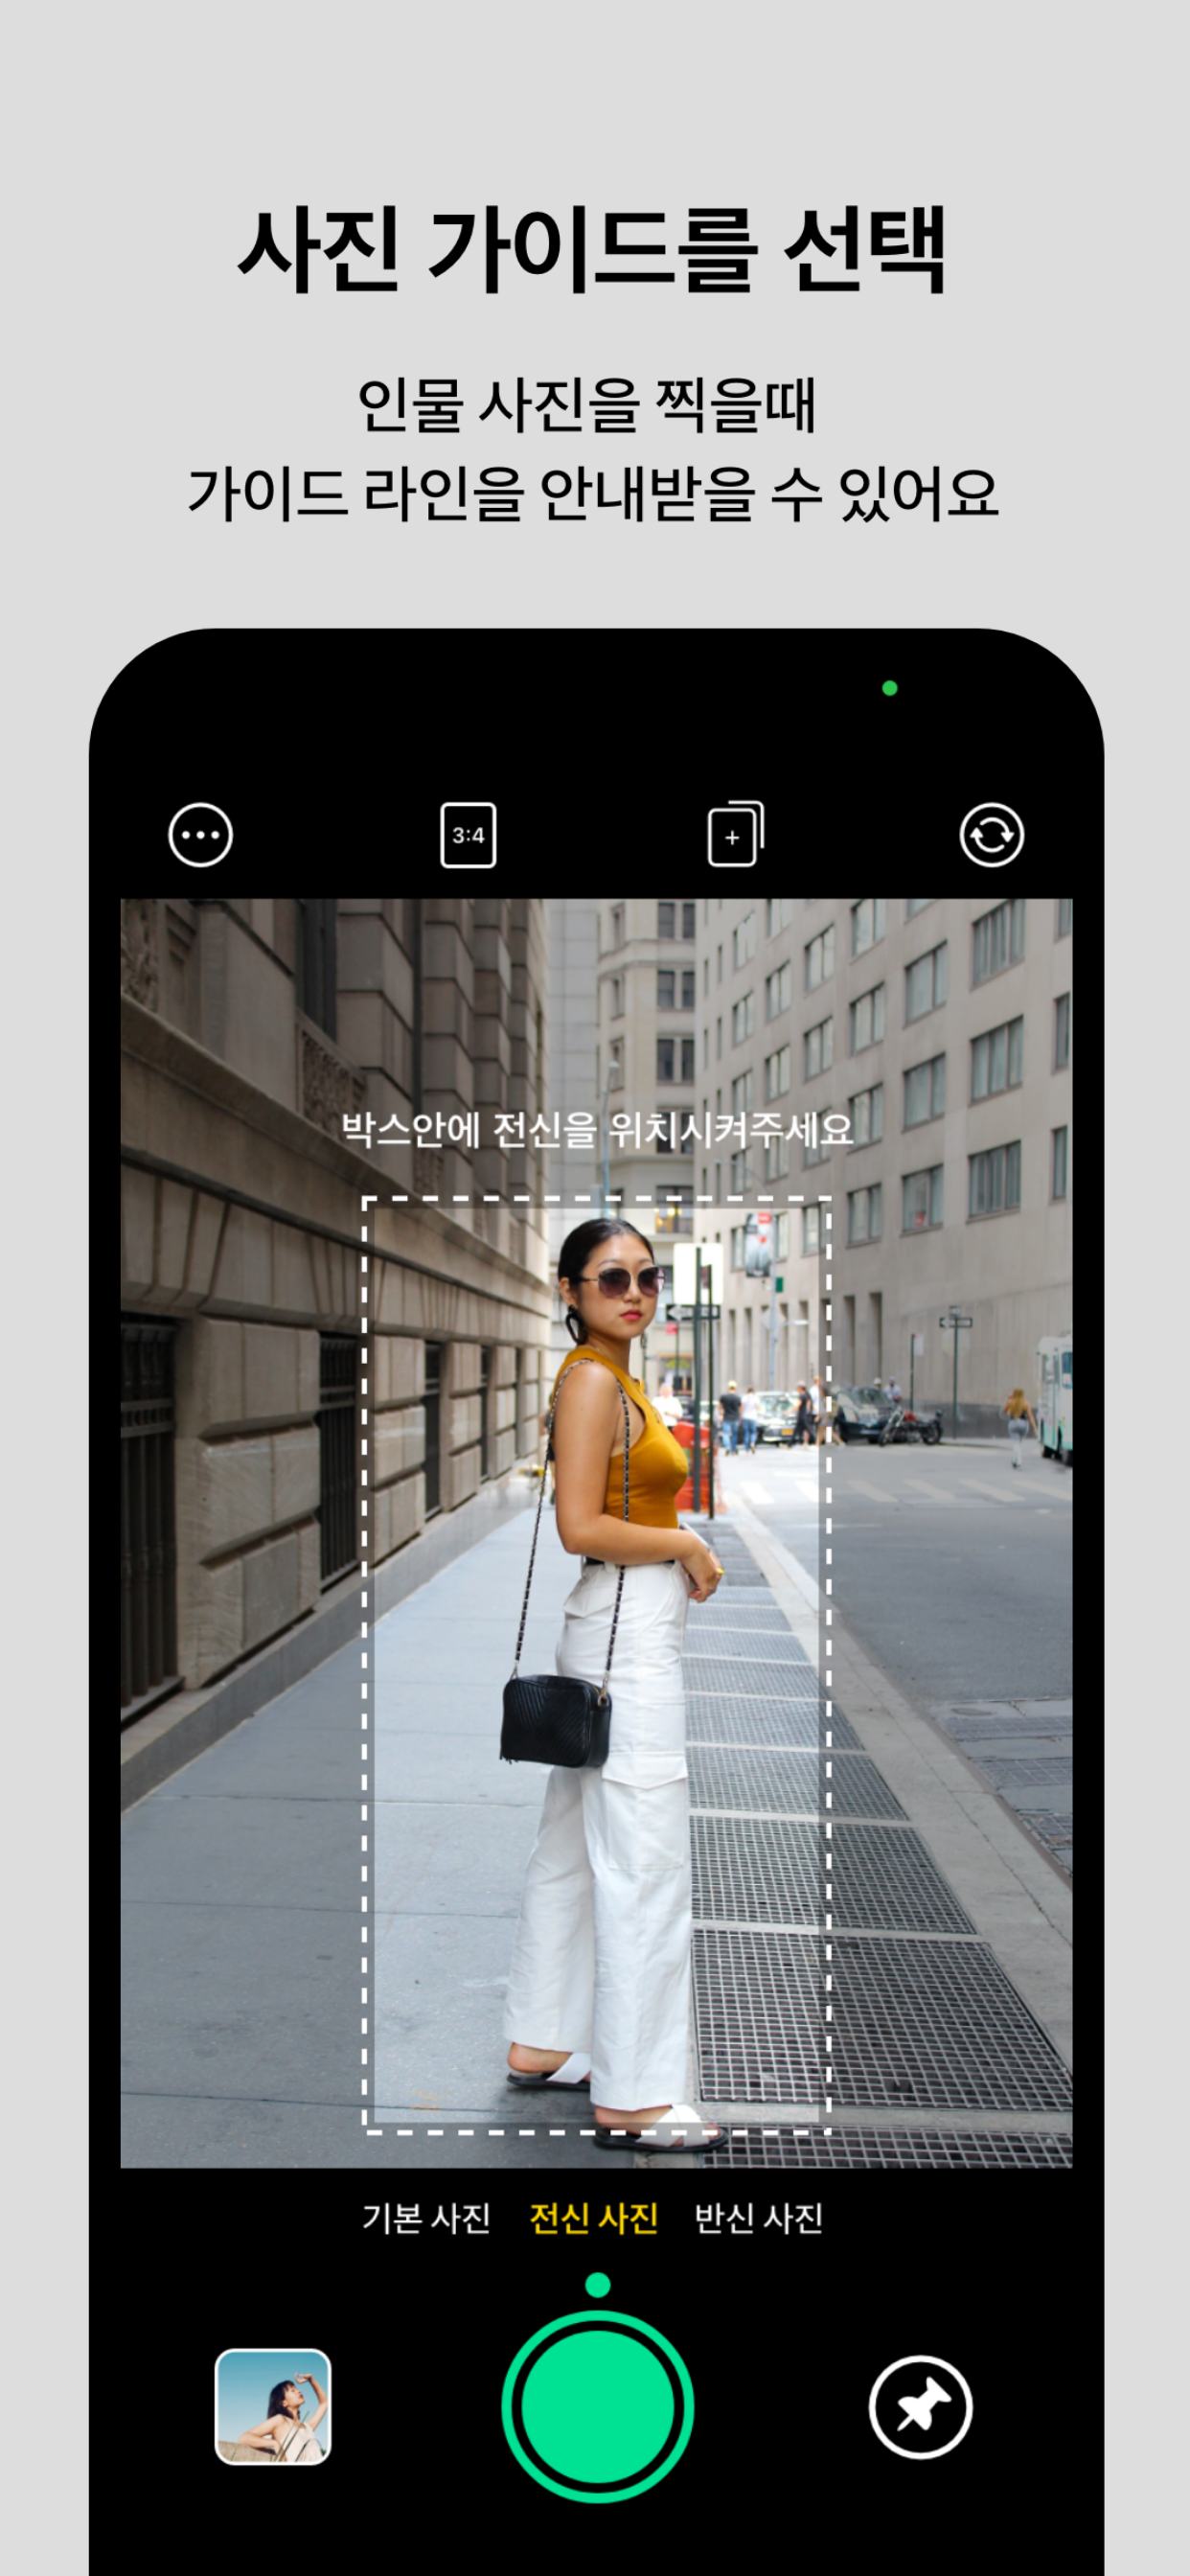 사진 가이드를 선택
인물 사진을 찍을때
가이드 라인을 안내받을 수 있어요
3:4
박스안에 전신을 위치시켜주세요
기본 사진 전신 사진 반신 사진